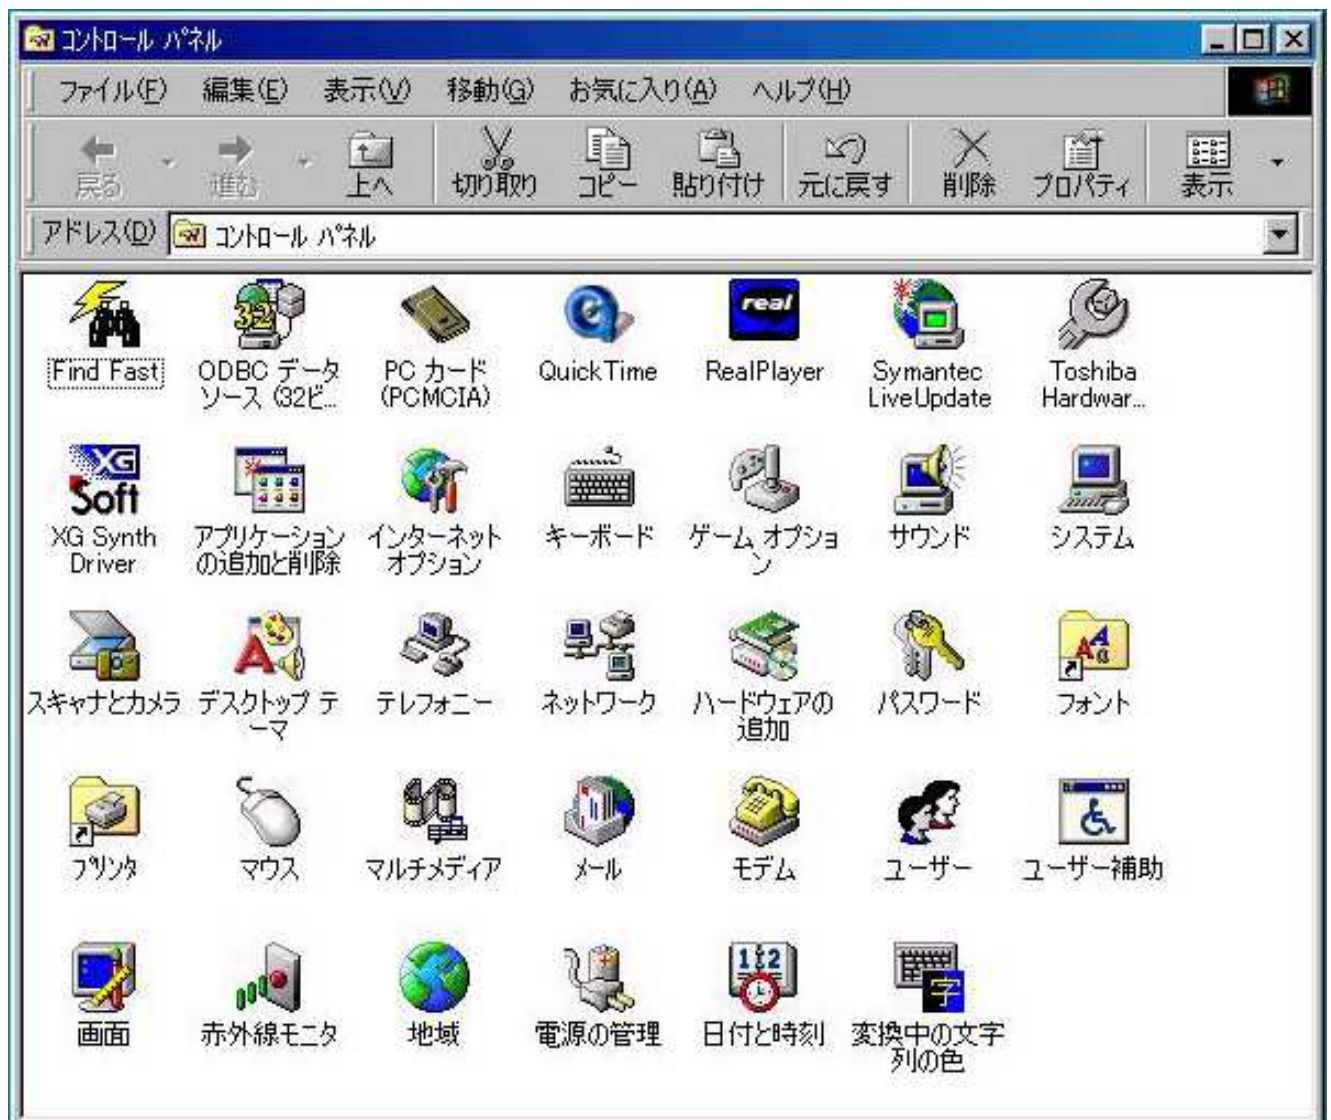 コントロール パネル
ファイル(F) 編集(E) 表示(V) 移動(G) お気に入り(A) ヘルプ(H)
戻る 進む 上へ 切り取り コピー 貼り付け 元に戻す 削除 プロパティ 表示
アドレス(D) コントロール パネル
real
32
Find Fast
ODBC データ
ソース (32ビ...
PC カード
(PCMCIA)
QuickTime
RealPlayer
Symantec
LiveUpdate
Toshiba
Hardwar...
XG
Soft
XG Synth
Driver
アプリケーション
の追加と削除
インターネット
オプション
キーボード
ゲーム オプショ
ン
サウンド
システム
スキャナとカメラ
デスクトップ テ
ーマ
テレフォニー
ネットワーク
ハードウェアの
追加
パスワード
フォント
プリンタ
マウス
マルチメディア
メール
モデム
ユーザー
ユーザー補助
画面
赤外線モニタ
地域
電源の管理
12
日付と時刻
字
変換中の文字
列の色